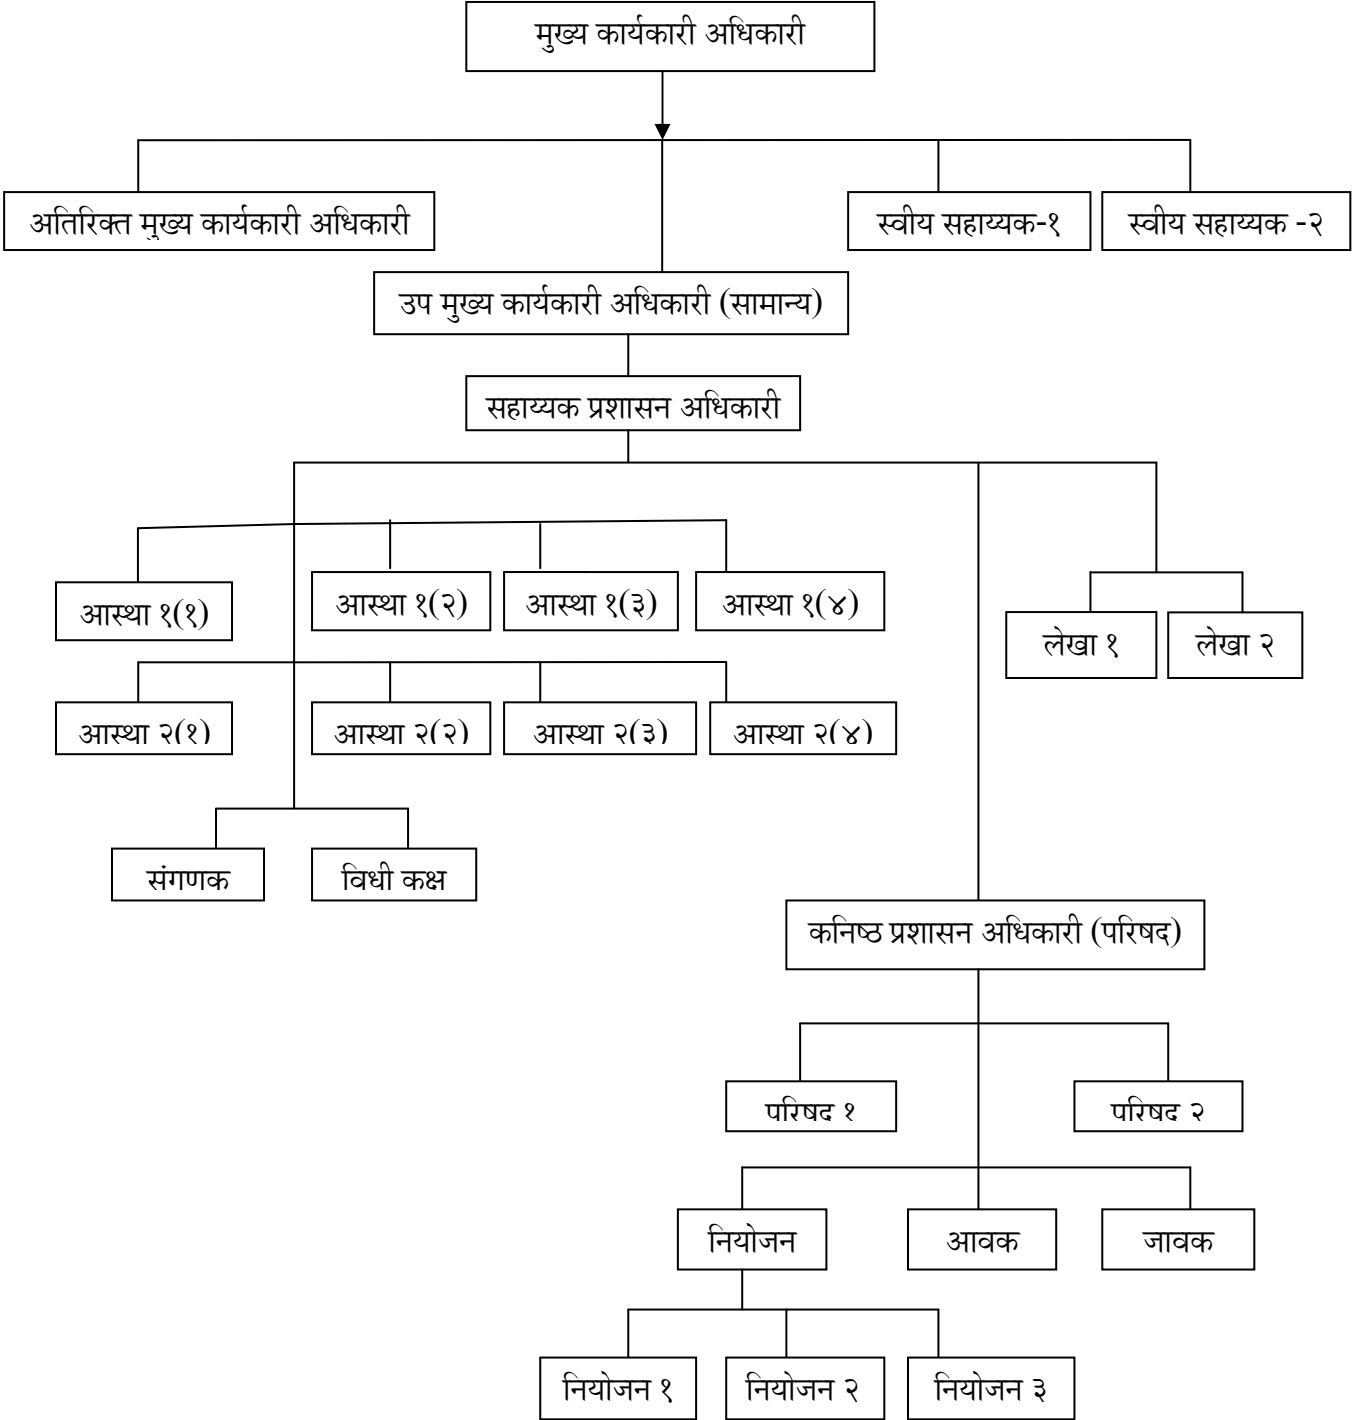 मुख्य कार्यकारी अधिकारी
अतिरिक्त मुख्य कार्यकारी अधिकारी
स्वीय सहाय्यक-१
स्वीय सहाय्यक -२
उप मुख्य कार्यकारी अधिकारी (सामान्य)
सहाय्यक प्रशासन अधिकारी
आस्था १(१)
आस्था १(२)
आस्था १(३)
आस्था १(४)
लेखा १
लेखा २
आस्था २(१)
आस्था २(२)
आस्था २(३)
आस्था २(४)
संगणक
विधी कक्ष
कनिष्ठ प्रशासन अधिकारी (परिषद)
परिषद १
परिषद २
नियोजन
आवक
जावक
नियोजन १
नियोजन २
नियोजन ३